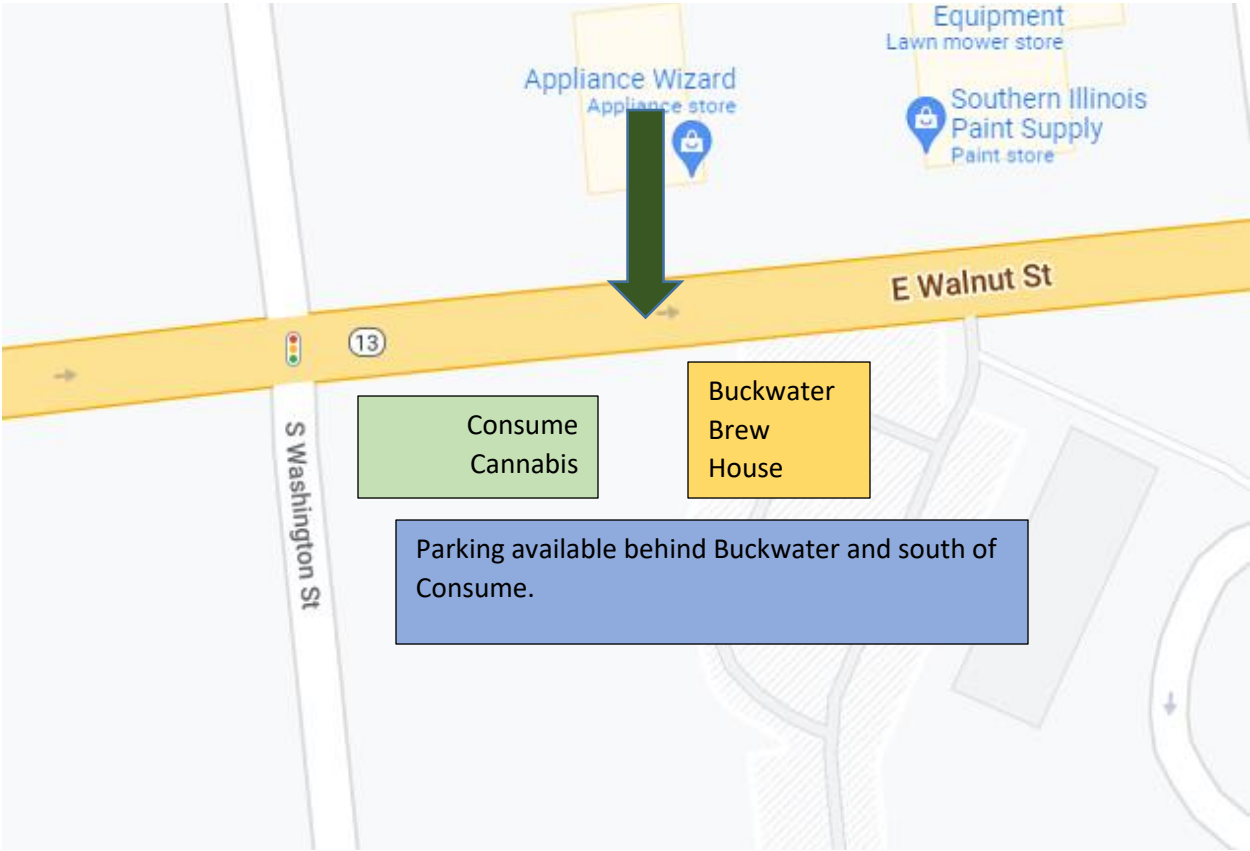 Equipment
Lawn mower store
Appliance Wizard
Appliance store
Southern Illinois
Paint Supply
Paint store
E Walnut St
13
S Washington St
Consume
Cannabis
Buckwater
Brew
House
Parking available behind Buckwater and south of
Consume.